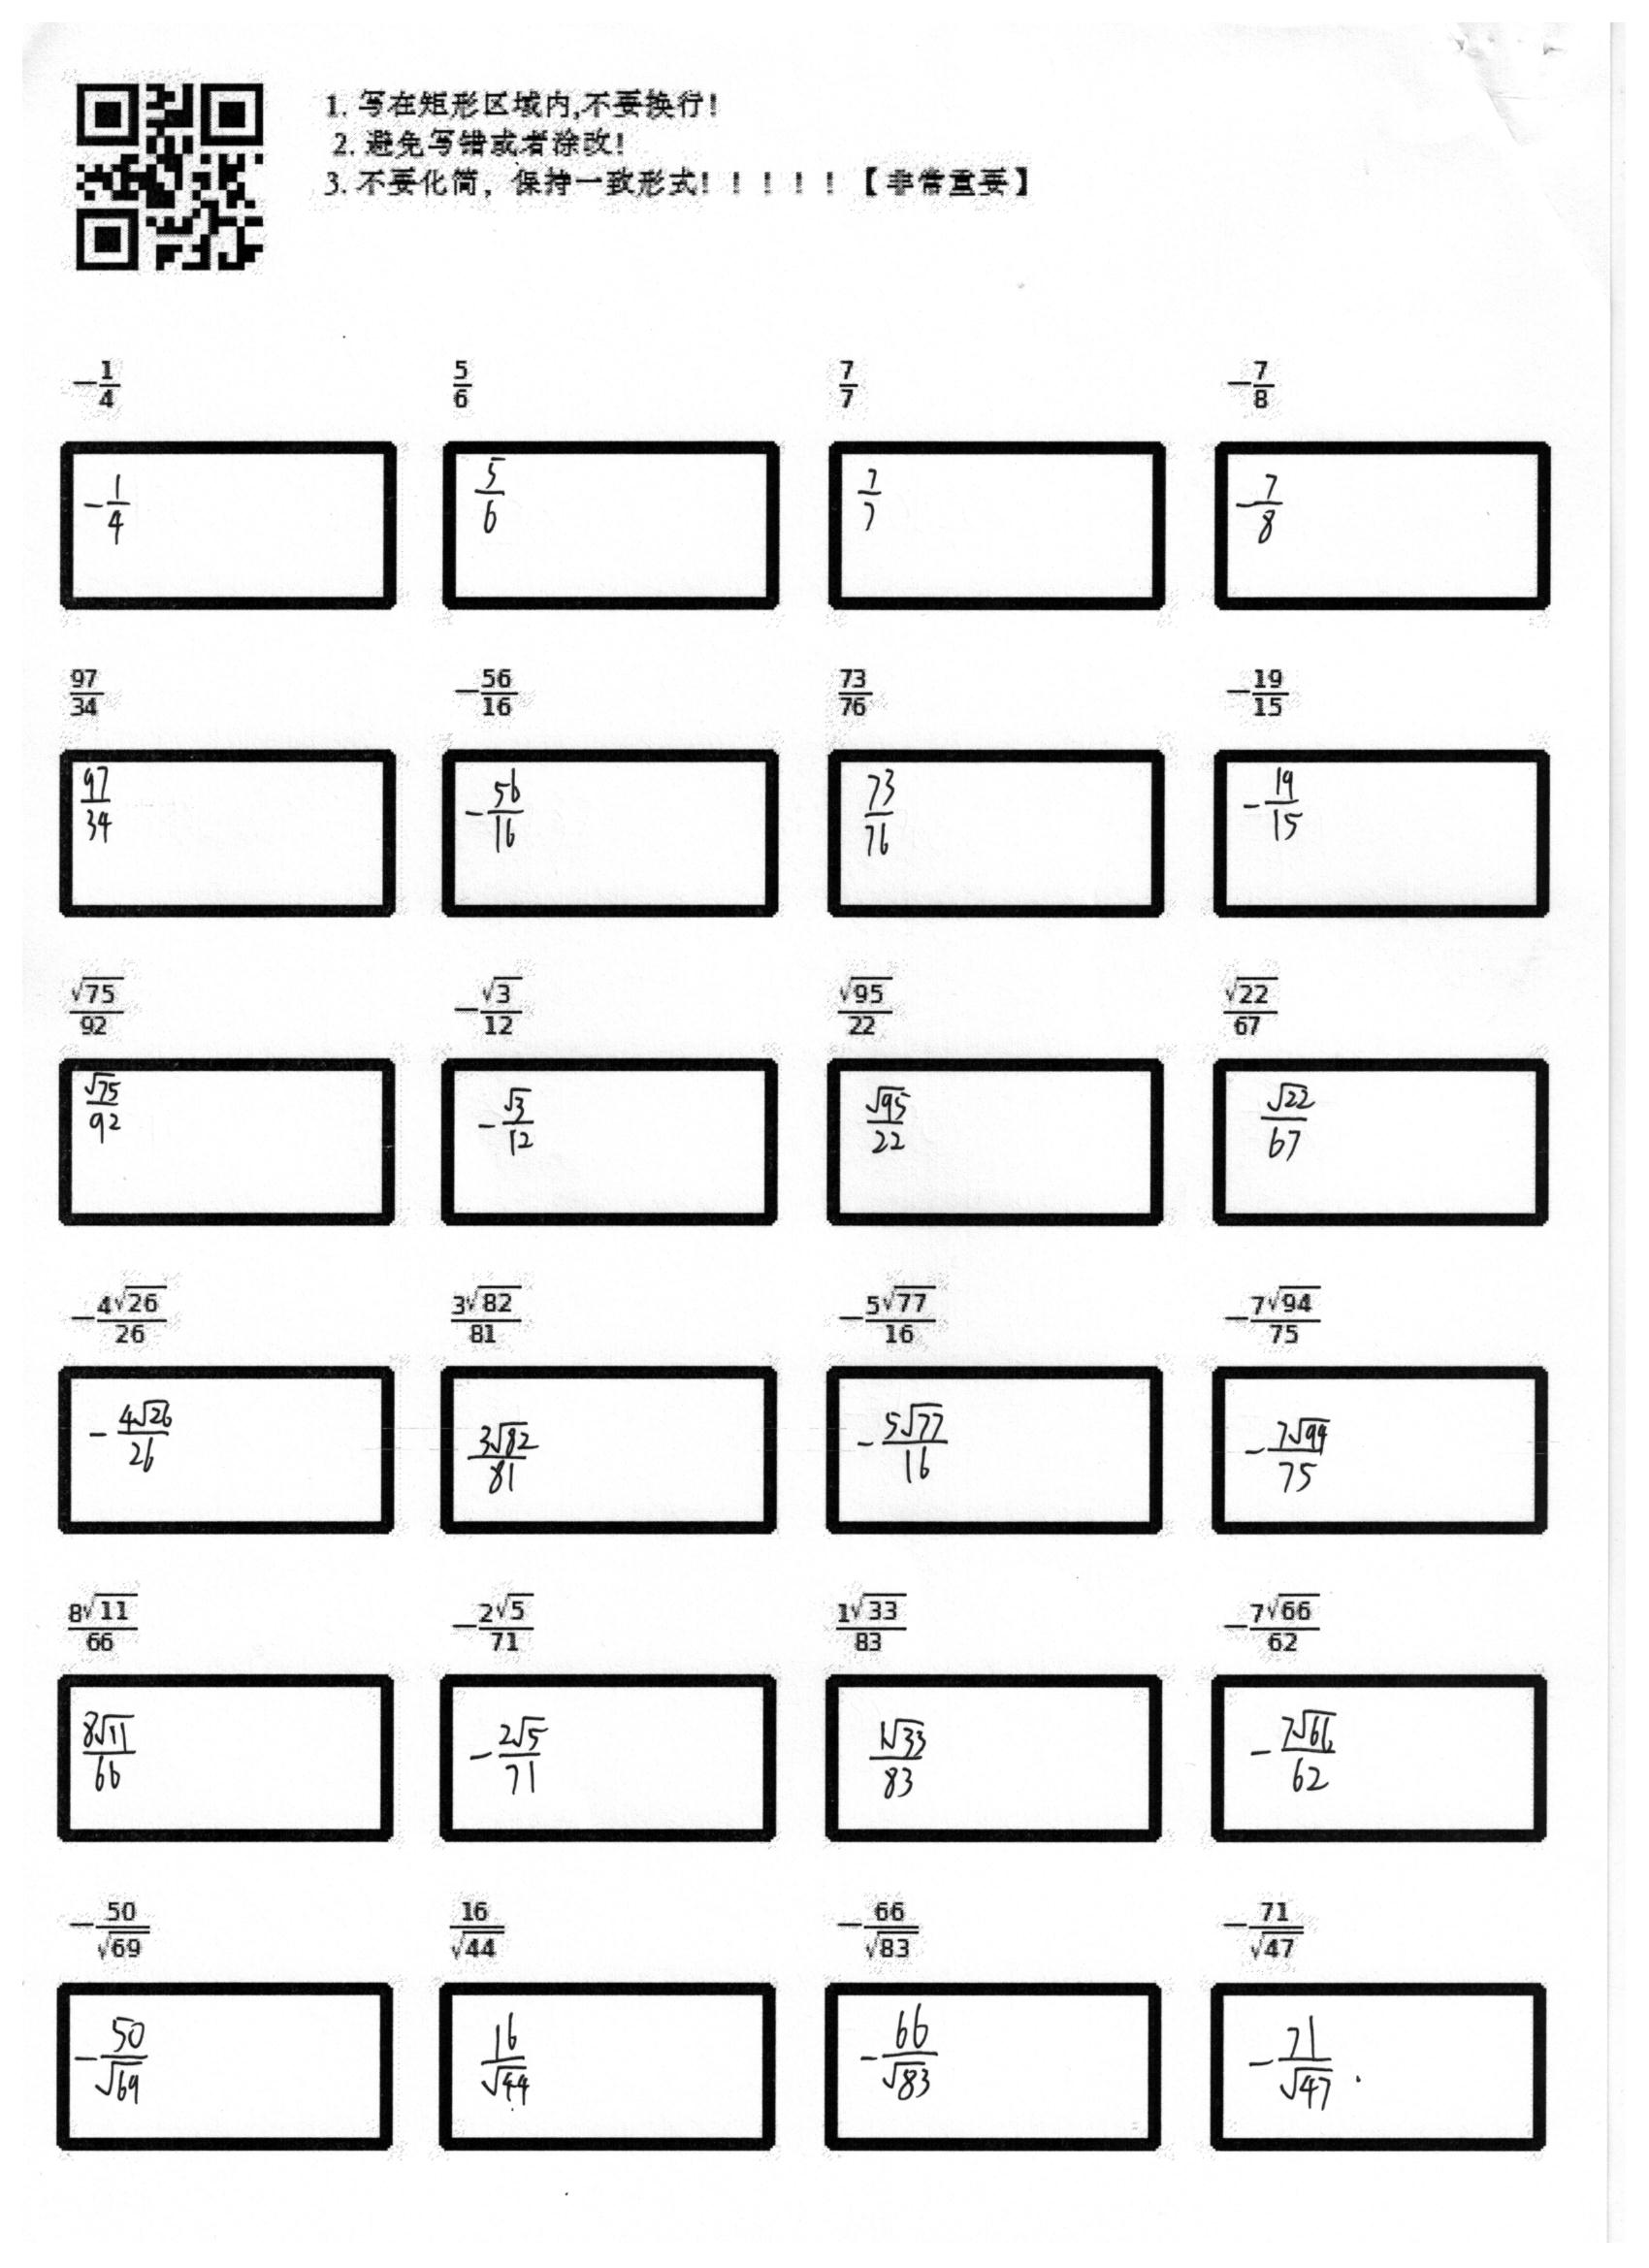 1. 写在矩形区域内,不要换行!
2. 避免写错或者涂改!
3. 不要化简，保持一致形式!！！！！【非常重要】
-\frac{1}{4} \frac{5}{6} \frac{7}{7} -\frac{7}{8}
-\frac{1}{4} \frac{5}{6} \frac{7}{7} -\frac{7}{8}
\frac{97}{34} -\frac{56}{16} \frac{73}{76} -\frac{19}{15}
\frac{97}{34} -\frac{56}{16} \frac{73}{76} -\frac{19}{15}
\frac{\sqrt{75}}{92} -\frac{\sqrt{3}}{12} \frac{\sqrt{95}}{22} \frac{\sqrt{22}}{67}
\frac{\sqrt{75}}{92} -\frac{\sqrt{3}}{12} \frac{\sqrt{95}}{22} \frac{\sqrt{22}}{67}
-\frac{4\sqrt{26}}{26} \frac{3\sqrt{82}}{81} -\frac{5\sqrt{77}}{16} -\frac{7\sqrt{94}}{75}
-\frac{4\sqrt{26}}{26} \frac{3\sqrt{82}}{81} -\frac{5\sqrt{77}}{16} -\frac{7\sqrt{94}}{75}
\frac{8\sqrt{11}}{66} -\frac{2\sqrt{5}}{71} \frac{1\sqrt{33}}{83} -\frac{7\sqrt{66}}{62}
\frac{8\sqrt{11}}{66} -\frac{2\sqrt{5}}{71} \frac{1\sqrt{33}}{83} -\frac{7\sqrt{66}}{62}
-\frac{50}{\sqrt{69}} \frac{16}{\sqrt{44}} -\frac{66}{\sqrt{83}} -\frac{71}{\sqrt{47}}
-\frac{50}{\sqrt{69}} \frac{16}{\sqrt{44}} -\frac{66}{\sqrt{83}} -\frac{71}{\sqrt{47}}.